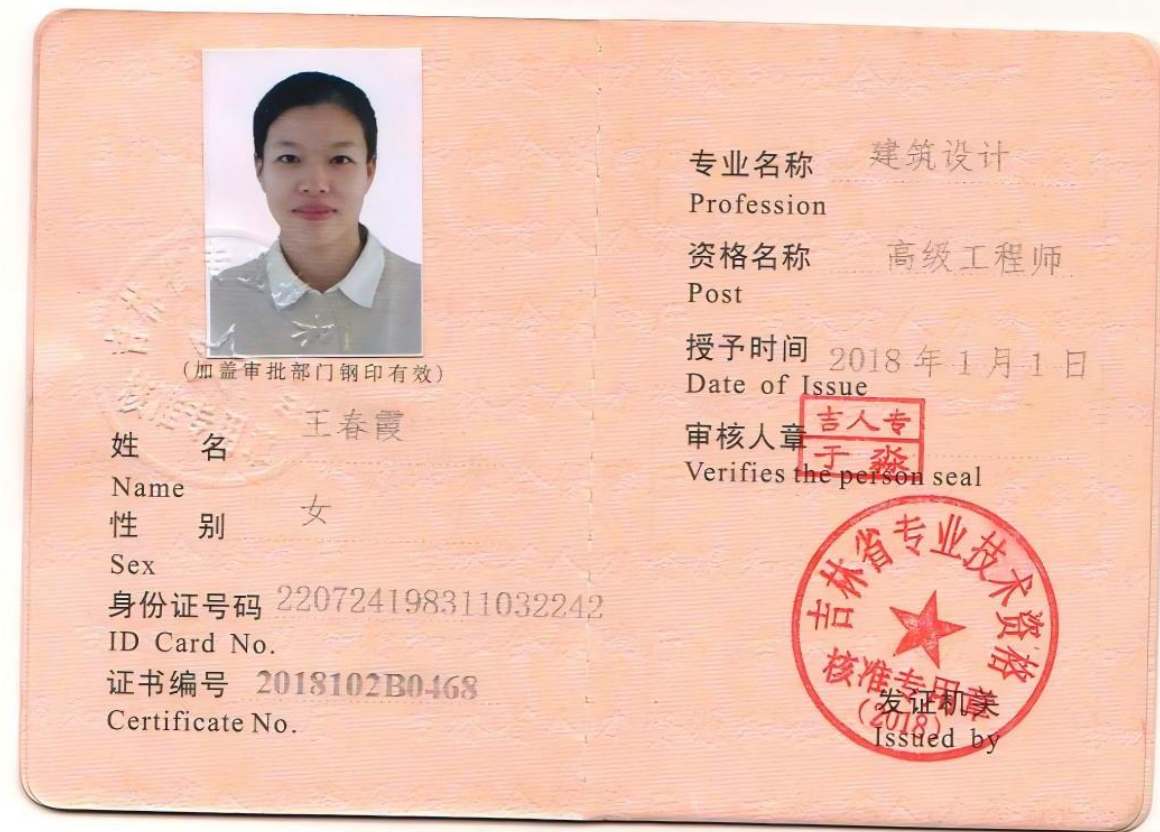 (加盖审批部门钢印有效)
姓 名 王春霞
Name
性 别 女
Sex
身份证号码 220724198311032242
ID Card No.
证书编号 2018102B0468
Certificate No.
专业名称 建筑设计
Profession
资格名称 高级工程师
Post
授予时间 2018年1月1日
Date of Issue
审核人章
Verifies the person seal
吉人专
于淼
吉林省专业技术资格
核准专用章
(2018)
发证机关
Issued by